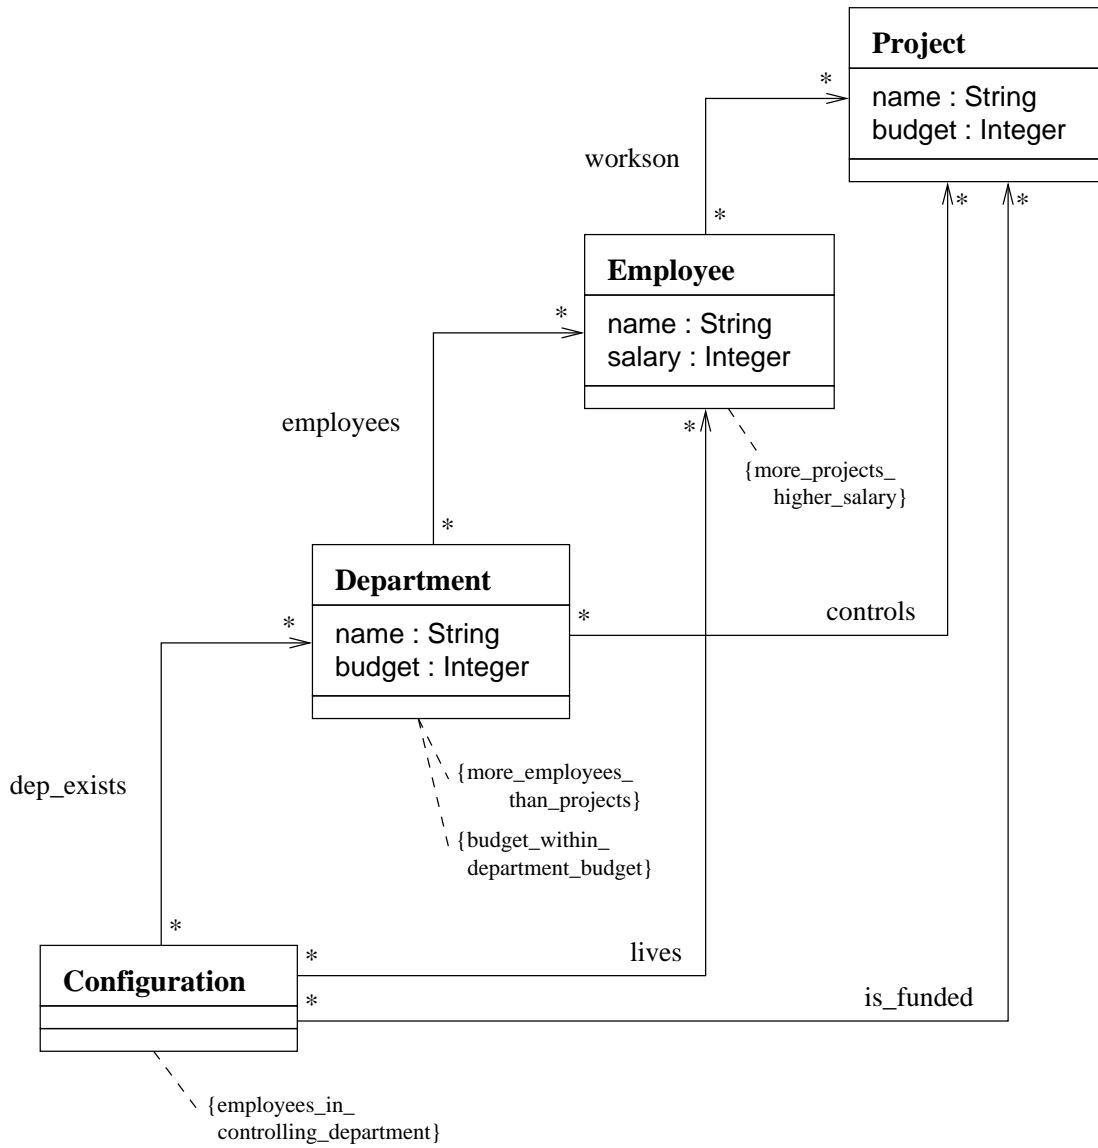 Project
*
name : String
budget : Integer
workson
*
*
*
Employee
*
name : String
salary : Integer
employees
*
{more_projects_
higher_salary}
*
Department
*
*
controls
name : String
budget : Integer
{more_employees_
than_projects}
dep_exists
{budget_within_
department_budget}
*
*
lives
Configuration
*
is_funded
{employees_in_
controlling_department}